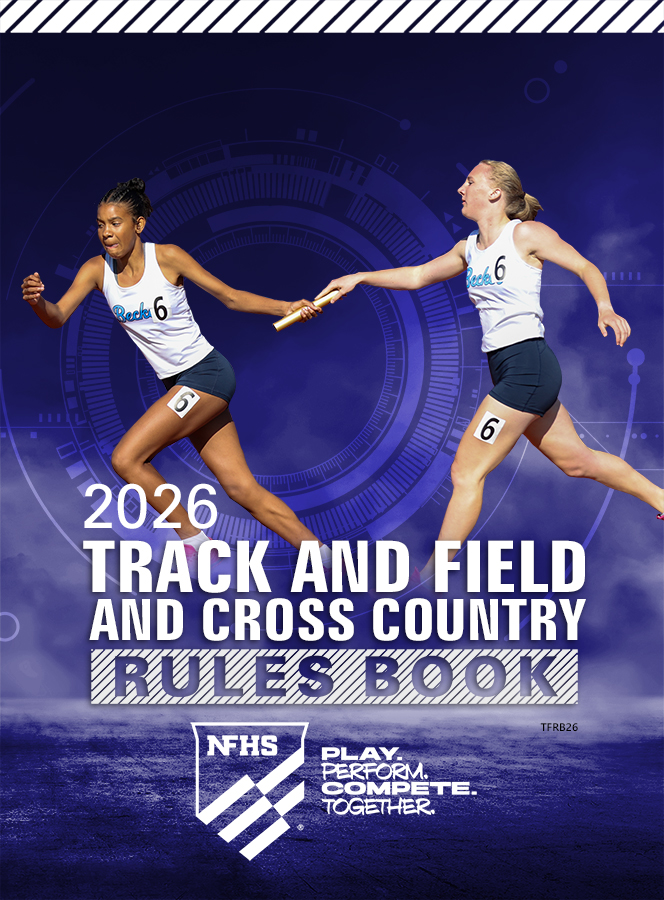 Becks 6
6
6
6
2026
TRACK AND FIELD
AND CROSS COUNTRY
RULES BOOK
TFRB26
NFHS
PLAY.
PERFORM.
COMPETE.
TOGETHER.
®